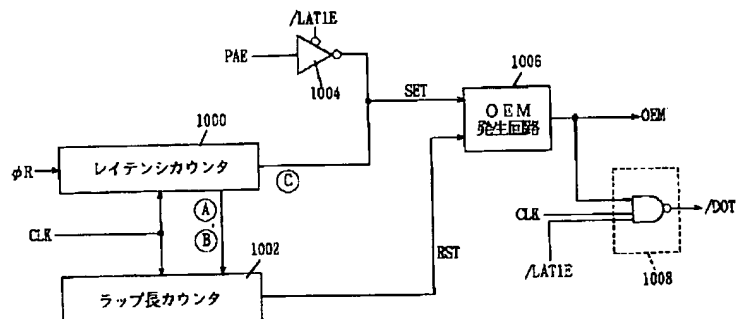 /LAT1E
PAE
1004
1006
SET
OEM
発生回路
OEM
1000
φR
レイテンシカウンタ
C
A
B
CLK
1002
ラップ長カウンタ
RST
CLK
/LAT1E
/DOT
1008